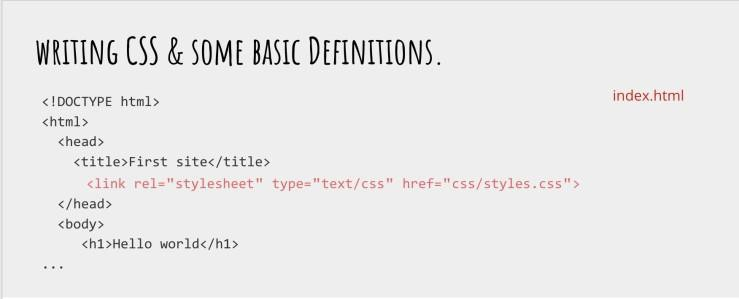 WRITING CSS & SOME BASIC DEFINITIONS.
index.html
<!DOCTYPE html>
<html>
<head>
<title>First site</title>
<link rel="stylesheet" type="text/css" href="css/styles.css">
</head>
<body>
<h1>Hello world</h1>
...